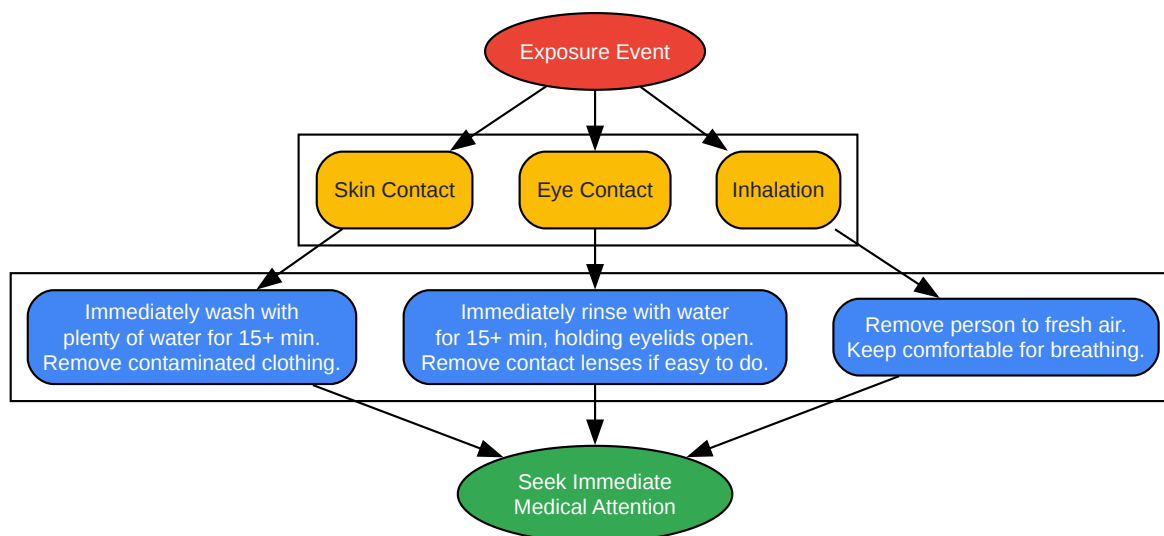 Exposure Event
Skin Contact
Eye Contact
Inhalation
Immediately wash with
plenty of water for 15+ min.
Remove contaminated clothing.
Immediately rinse with water
for 15+ min, holding eyelids open.
Remove contact lenses if easy to do.
Remove person to fresh air.
Keep comfortable for breathing.
Seek Immediate
Medical Attention